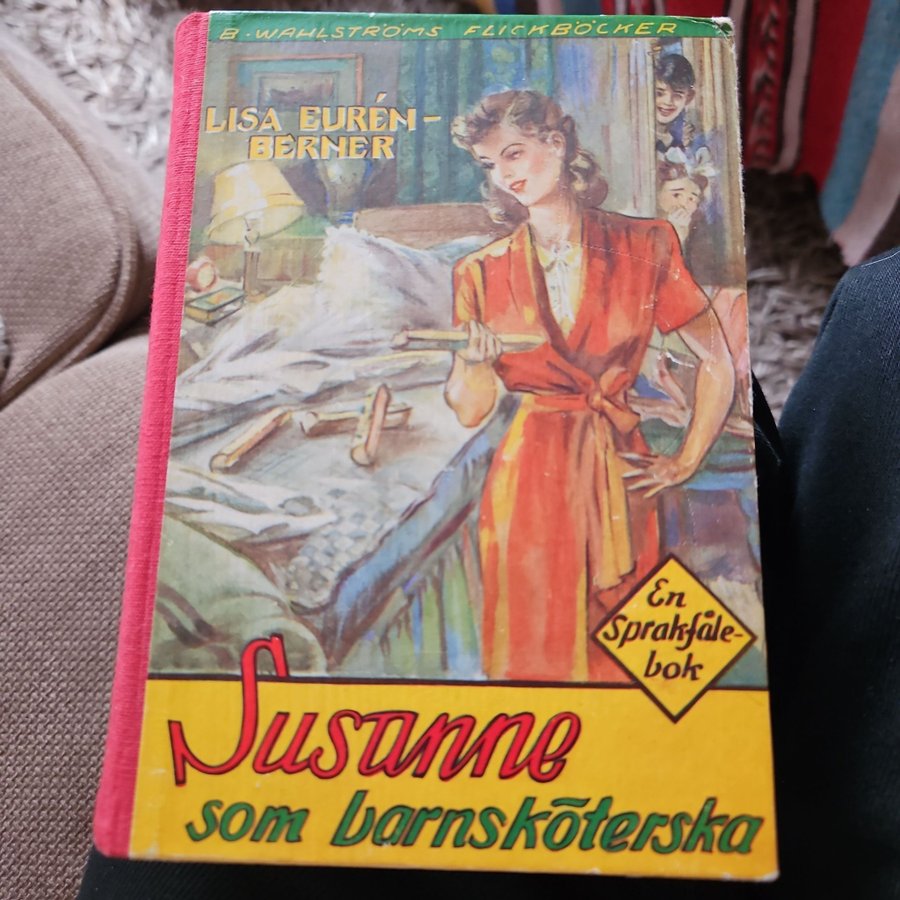 B. WAHLSTRÖMS FLICKBÖCKER
LISA EURÉN-
BERNER
En
Sprakfåle-
bok
Susanne
som barnsköterska